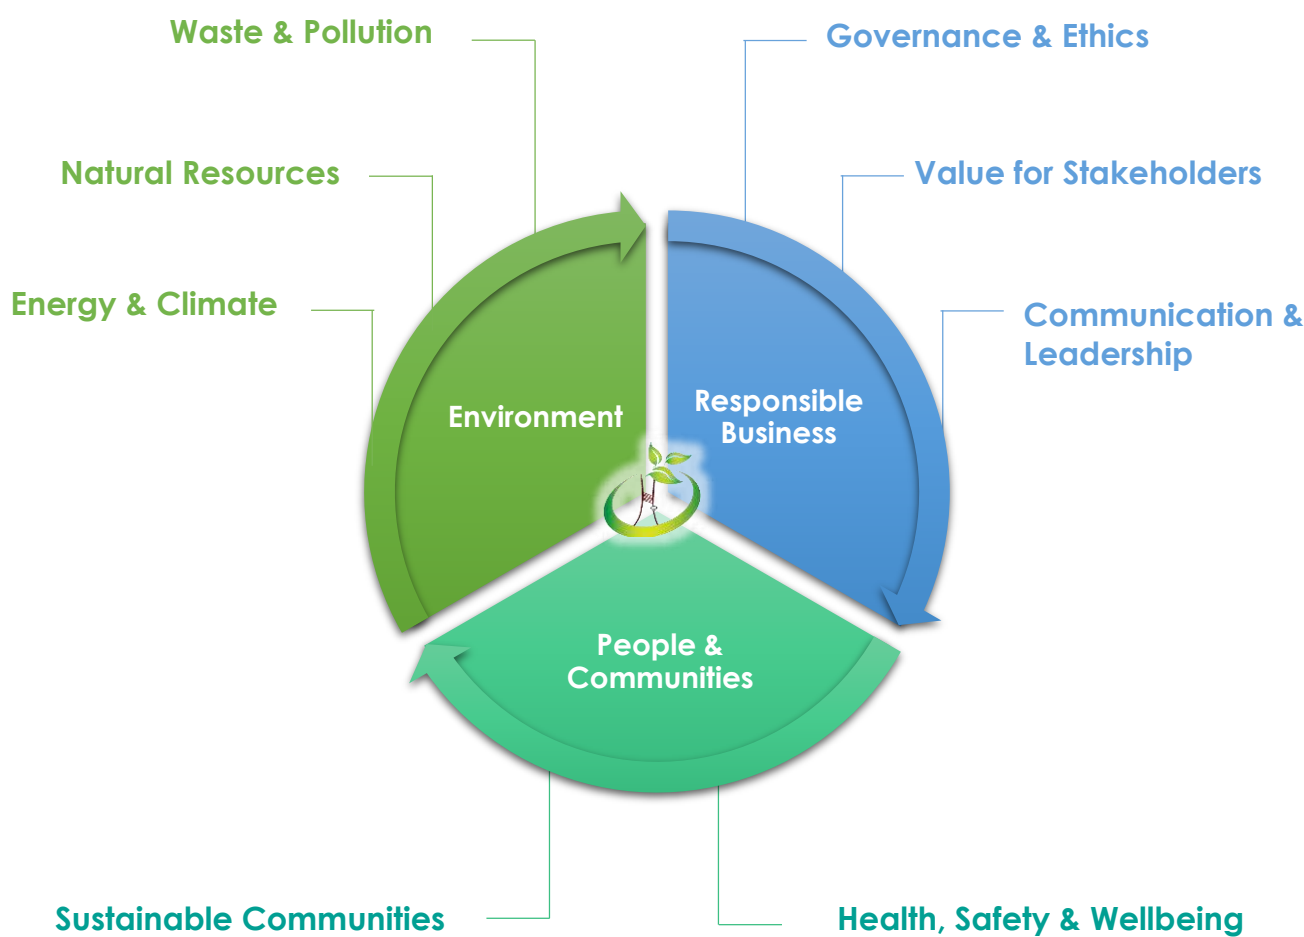 Waste & Pollution
Governance & Ethics
Natural Resources
Value for Stakeholders
Energy & Climate
Communication &
Leadership
Environment
Responsible
Business
People &
Communities
Sustainable Communities
Health, Safety & Wellbeing